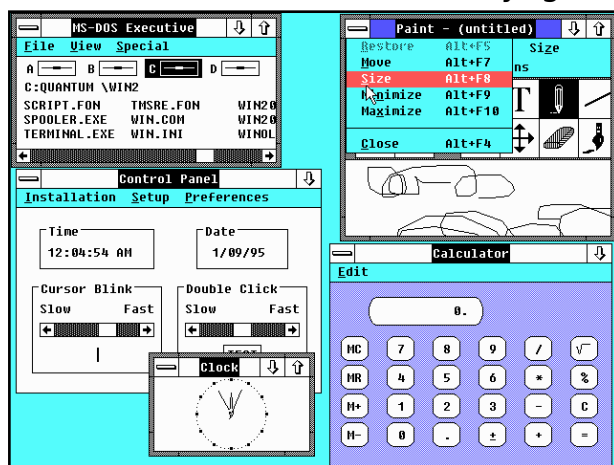 MS-DOS Executive
File View Special
A B C D
C:QUANTUM \WIN2
SCRIPT.FON TMSRE.FON WIN20
SPOOLER.EXE WIN.COM WIN20
TERMINAL.EXE WIN.INI WINOL
Paint - (untitled)
Restore Alt+F5
Move Alt+F7
Size Alt+F8
Minimize Alt+F9
Maximize Alt+F10
Close Alt+F4
Size
ns
T
Control Panel
Installation Setup Preferences
Time
12:04:54 AM
Date
1/09/95
Cursor Blink
Slow Fast
Double Click
Slow Fast
TEST
Clock
Calculator
Edit
0.
MC 7 8 9 / √
MR 4 5 6 * %
M+ 1 2 3 - C
M- 0 . ± + =